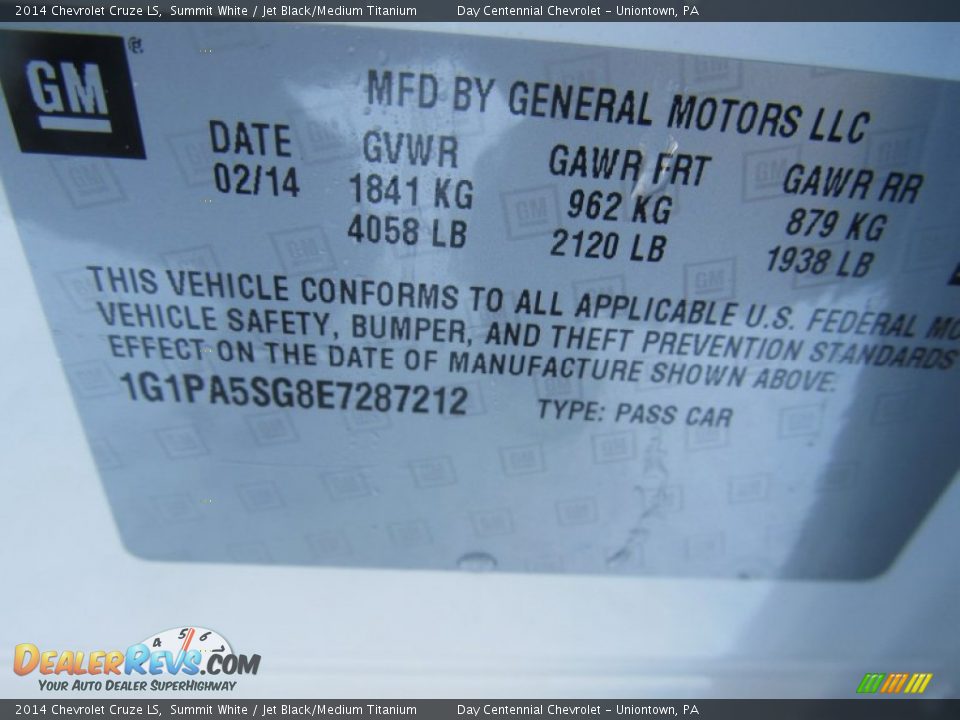 2014 Chevrolet Cruze LS, Summit White / Jet Black/Medium Titanium Day Centennial Chevrolet - Uniontown, PA
GM
MFD BY GENERAL MOTORS LLC
DATE GVWR GAWR FRT GAWR RR
02/14 1841 KG 962 KG 879 KG
4058 LB 2120 LB 1938 LB
THIS VEHICLE CONFORMS TO ALL APPLICABLE U.S. FEDERAL
VEHICLE SAFETY, BUMPER, AND THEFT PREVENTION STANDARDS
EFFECT ON THE DATE OF MANUFACTURE SHOWN ABOVE.
1G1PA5SG8E7287212 TYPE: PASS CAR
4 5 6
DEALERREVS.COM
YOUR AUTO DEALER SUPERHIGHWAY
2014 Chevrolet Cruze LS, Summit White / Jet Black/Medium Titanium Day Centennial Chevrolet - Uniontown, PA